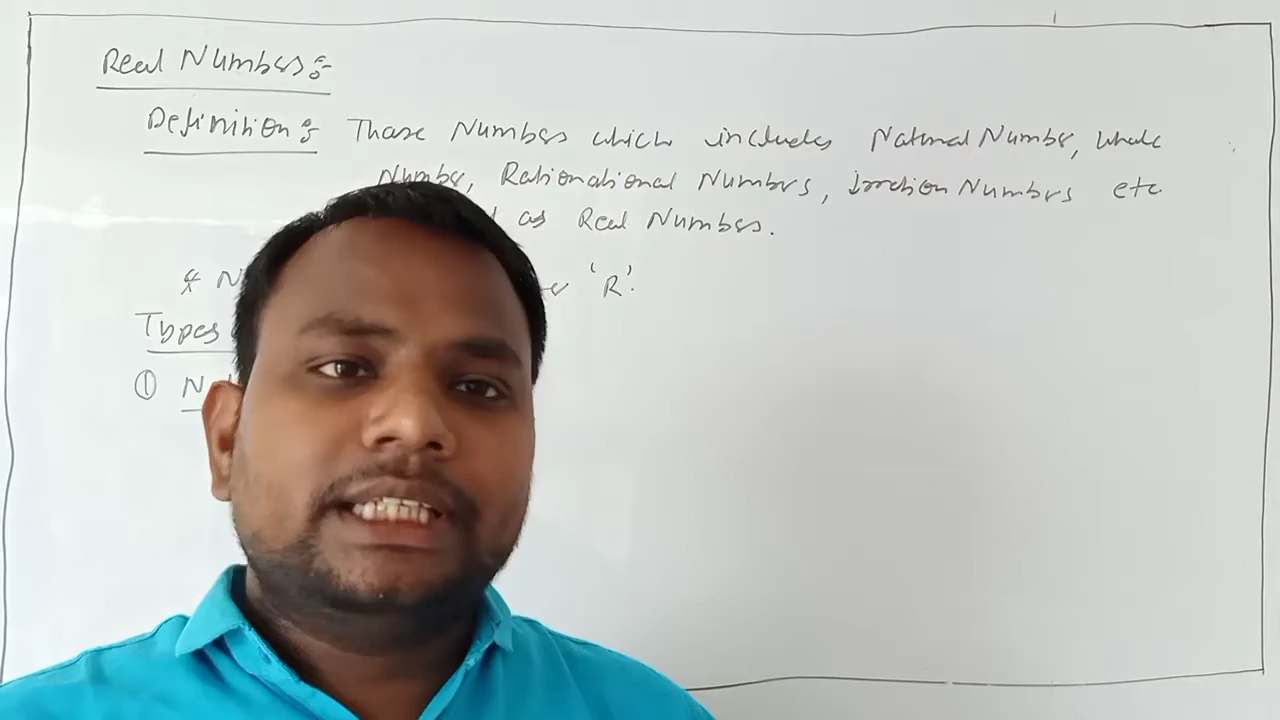 Real Numbers:-
Definition:- Those Numbers which includes Natural Number, whole
Number, Rationational Numbers, irration Numbers etc
as Real Numbers.
* N 'R'.
Types
① N